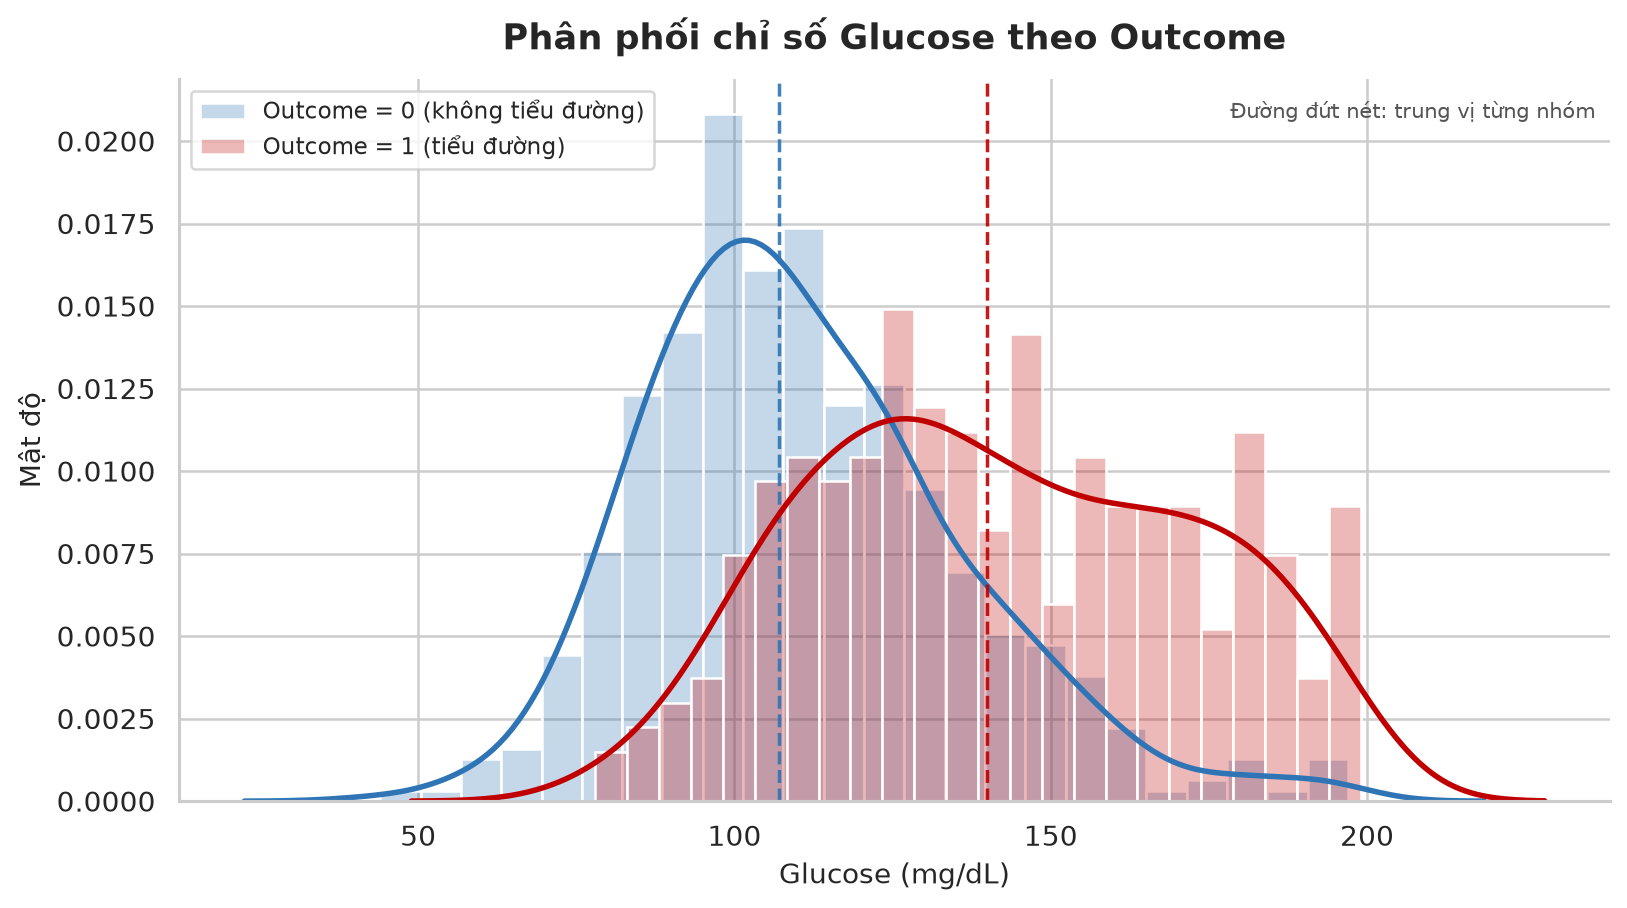 Phân phối chỉ số Glucose theo Outcome
Outcome = 0 (không tiểu đường)
Outcome = 1 (tiểu đường)
Đường đứt nét: trung vị từng nhóm
Mật độ
0.0200
0.0175
0.0150
0.0125
0.0100
0.0075
0.0050
0.0025
0.0000
50 100 150 200
Glucose (mg/dL)